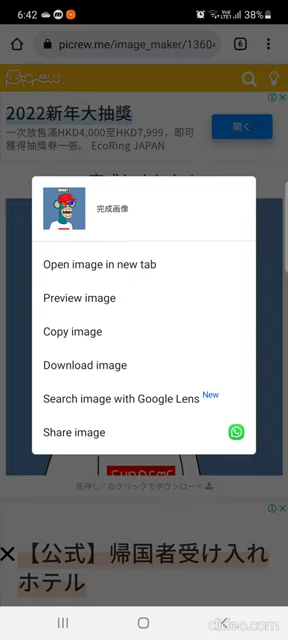 6:42
38%
picrew.me/image_maker/13604
6
picrew
2022新年大抽獎
一次放售滿HKD4,000至HKD7,999，即可
獲得抽獎券一張。 EcoRing JAPAN
開く
完成画像
Open image in new tab
Preview image
Copy image
Download image
Search image with Google Lens New
Share image
SUPREME
長押し／右クリックでダウンロード
【公式】帰国者受け入れ
ホテル
clideo.com